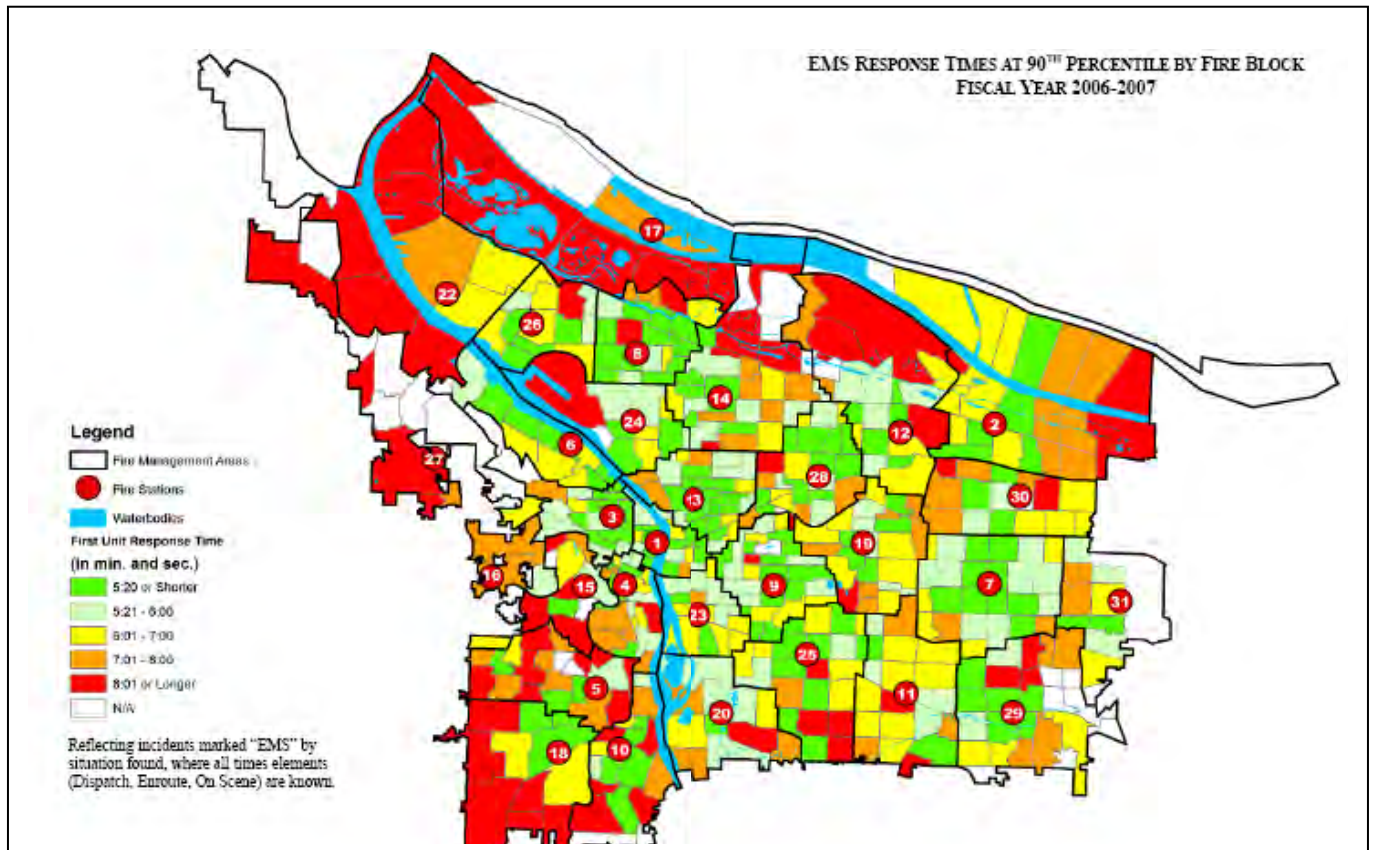 EMS RESPONSE TIMES AT 90TH PERCENTILE BY FIRE BLOCK
FISCAL YEAR 2006-2007
17
22
26
8
14
24
12
2
6
27
28
30
13
3
1
19
16
15
4
9
7
31
23
25
5
11
20
29
18
10
Legend
Fire Management Areas
Fire Stations
Waterbodies
First Unit Response Time
(in min. and sec.)
5:20 or Shorter
5:21 - 6:00
6:01 - 7:00
7:01 - 8:00
8:01 or Longer
N/A
Reflecting incidents marked "EMS" by
situation found, where all times elements
(Dispatch, Enroute, On Scene) are known.